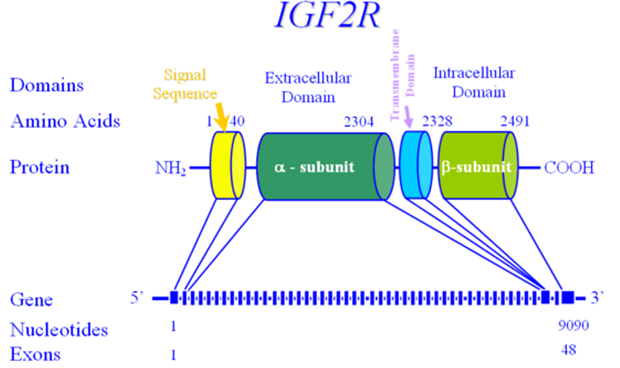 IGF2R
Domains
Signal
Sequence
Extracellular
Domain
Transmembrane
Domain
Intracellular
Domain
Amino Acids
1 40 2304 2328 2491
Protein NH2 α - subunit β-subunit COOH
Gene 5` 3`
Nucleotides 1 9090
Exons 1 48